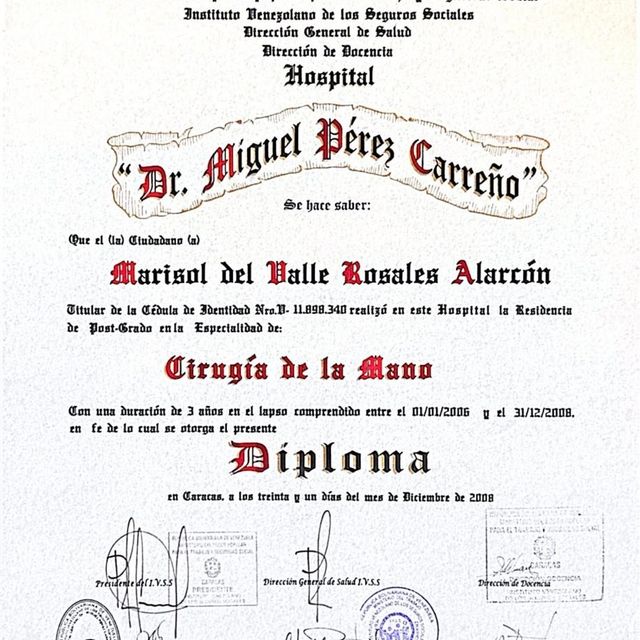 Instituto Venezolano de los Seguros Sociales
Dirección General de Salud
Dirección de Docencia
Hospital
"Dr. Miguel Pérez Carreño"
Se hace saber:
Que el (la) Ciudadano (a)
Marisol del Valle Rosales Alarcón
Titular de la Cédula de Identidad Nro.V- 11.898.340 realizó en este Hospital la Residencia
de Post-Grado en la Especialidad de:
Cirugía de la Mano
Con una duración de 3 años en el lapso comprendido entre el 01/01/2006 y el 31/12/2008,
en fe de lo cual se otorga el presente
Diploma
en Caracas, a los treinta y un días del mes de Diciembre de 2008
Presidente del I.V.S.S
Dirección General de Salud I.V.S.S
Dirección de Docencia
CARACAS
PRESIDENTE
CARACAS